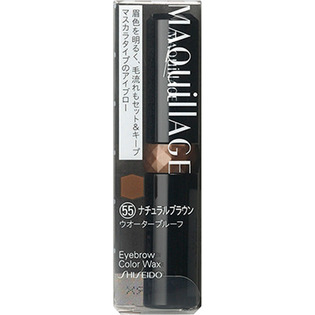 MAQuillAGE
眉色を明るく、毛流れもセット&キープ
マスカラタイプのアイブロー
55 ナチュラルブラウン
ウオータープルーフ
Eyebrow
Color Wax
SHISEIDO